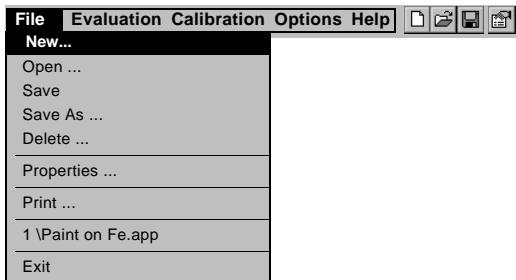 File Evaluation Calibration Options Help
New...
Open ...
Save
Save As ...
Delete ...
Properties ...
Print ...
1 \Paint on Fe.app
Exit